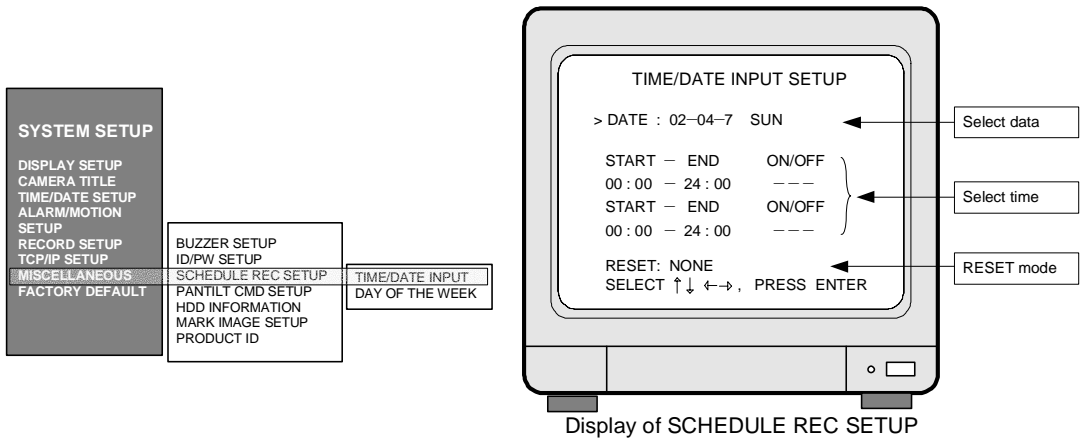 SYSTEM SETUP
DISPLAY SETUP
CAMERA TITLE
TIME/DATE SETUP
ALARM/MOTION
SETUP
RECORD SETUP
TCP/IP SETUP
MISCELLANEOUS
FACTORY DEFAULT
BUZZER SETUP
ID/PW SETUP
SCHEDULE REC SETUP
PANTILT CMD SETUP
HDD INFORMATION
MARK IMAGE SETUP
PRODUCT ID
TIME/DATE INPUT
DAY OF THE WEEK
TIME/DATE INPUT SETUP
> DATE : 02-04-7 SUN
START - END ON/OFF
00 : 00 - 24 : 00 ---
START - END ON/OFF
00 : 00 - 24 : 00 ---
RESET: NONE
SELECT ↑↓ ←→ , PRESS ENTER
Select data
Select time
RESET mode
Display of SCHEDULE REC SETUP